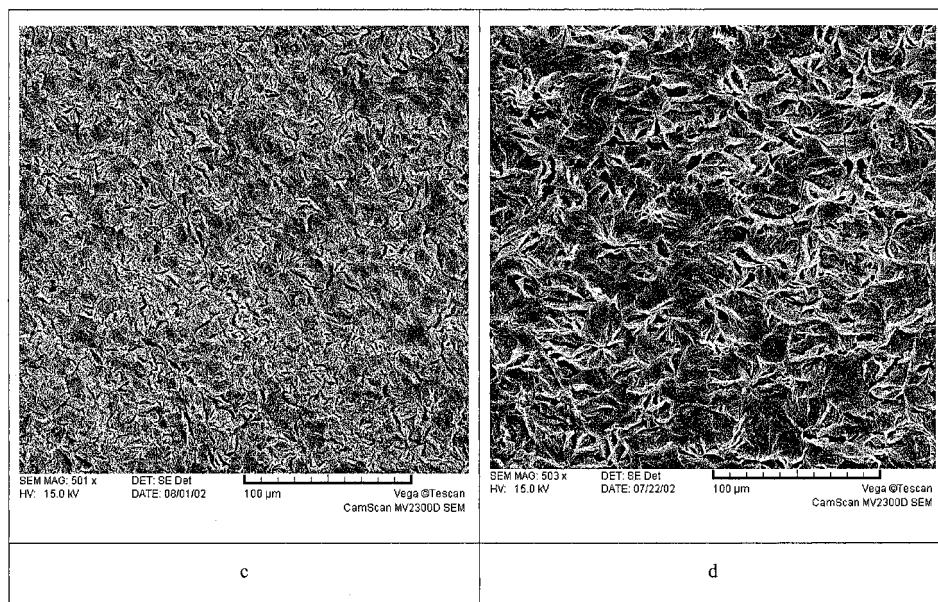 SEM MAG: 501 x DET: SE Det
HV: 15.0 kV DATE: 08/01/02 100 µm Vega ©Tescan
CamScan MV2300D SEM
SEM MAG: 503 x DET: SE Det
HV: 15.0 kV DATE: 07/22/02 100 µm Vega ©Tescan
CamScan MV2300D SEM
c d